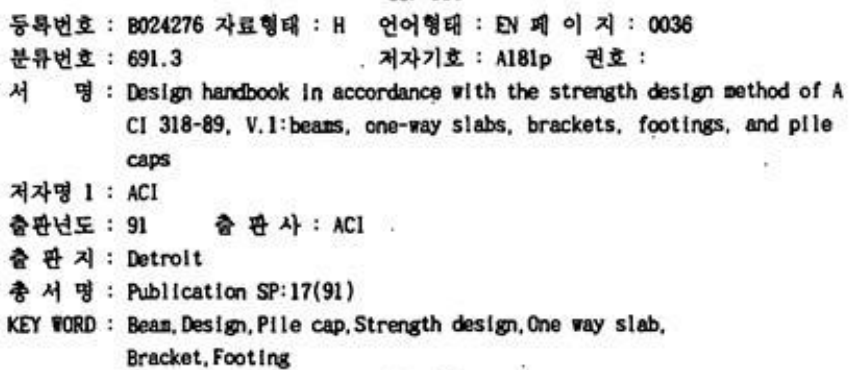 등록번호 : B024276 자료형태 : H 언어형태 : EN 페 이 지 : 0036
분류번호 : 691.3 저자기호 : A181p 권호 :
서 명 : Design handbook in accordance with the strength design method of A
CI 318-89, V.1:beams, one-way slabs, brackets, footings, and pile
caps
저자명 1 : ACI
출판년도 : 91 출 판 사 : ACI
출 판 지 : Detroit
총 서 명 : Publication SP:17(91)
KEY WORD : Beam,Design,Pile cap,Strength design,One way slab,
Bracket,Footing